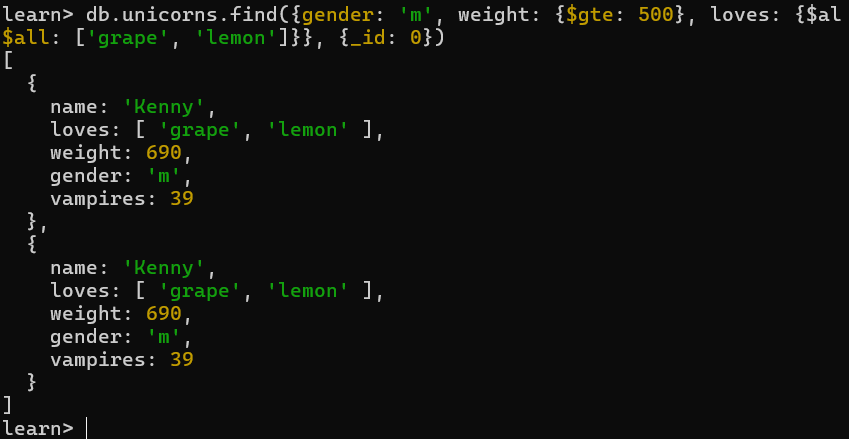 learn> db.unicorns.find({gender: 'm', weight: {$gte: 500}, loves: {$al
$all: ['grape', 'lemon']}}, {_id: 0})
[
  {
    name: 'Kenny',
    loves: [ 'grape', 'lemon' ],
    weight: 690,
    gender: 'm',
    vampires: 39
  },
  {
    name: 'Kenny',
    loves: [ 'grape', 'lemon' ],
    weight: 690,
    gender: 'm',
    vampires: 39
  }
]
learn>